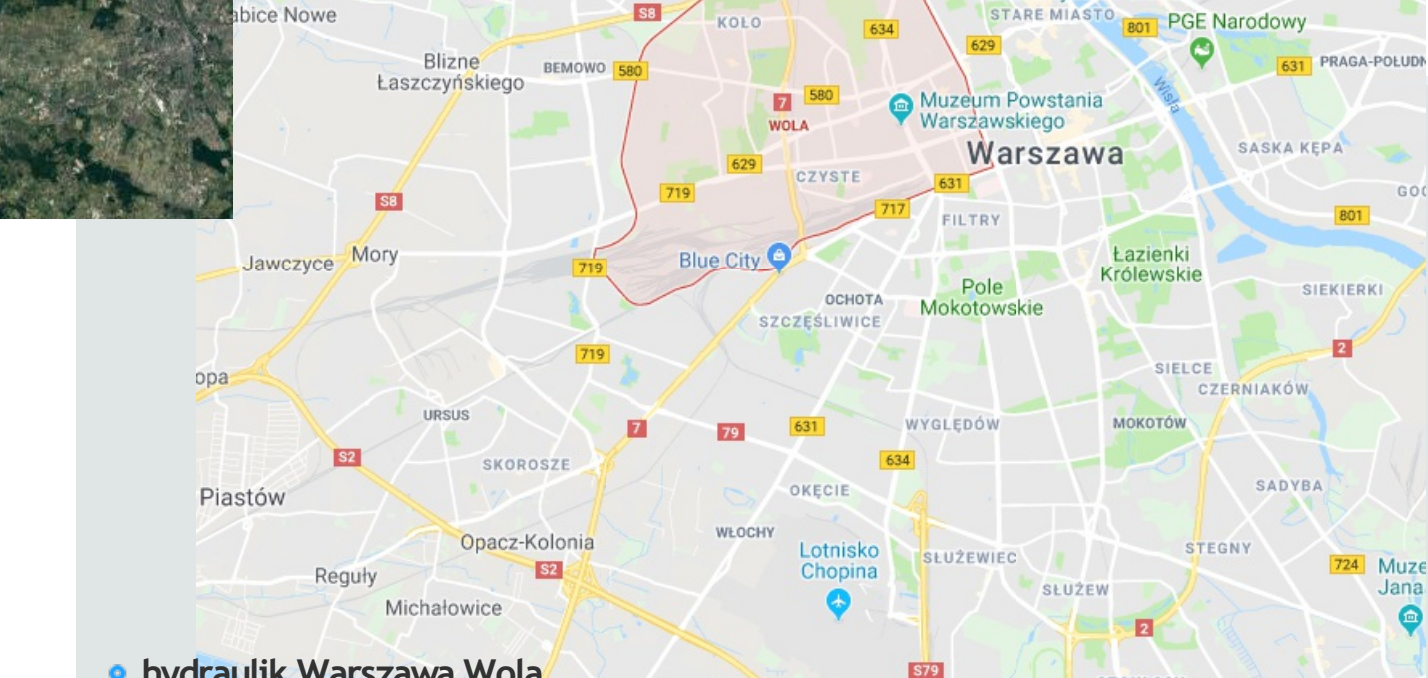 abice Nowe
S8
KOŁO
634
STARE MIASTO
801
PGE Narodowy
629
Blizne
Łaszczyńskiego
BEMOWO
580
631
PRAGA-POŁUDN
7
580
WOLA
Muzeum Powstania
Warszawskiego
Wisła
Warszawa
SASKA KĘPA
629
CZYSTE
631
719
S8
717
FILTRY
GOC
801
Jawczyce
Mory
719
Blue City
Łazienki
Królewskie
Pole
Mokotowskie
SIEKIERKI
OCHOTA
SZCZĘŚLIWICE
719
2
opa
SIELCE
CZERNIAKÓW
URSUS
7
79
631
WYGLĘDÓW
MOKOTÓW
S2
SKOROSZE
634
OKĘCIE
SADYBA
Piastów
WŁOCHY
Opacz-Kolonia
Lotnisko
Chopina
SŁUŻEWIEC
STEGNY
S2
724
Muze
Jana
Reguły
SŁUŻEW
Michałowice
2
hydraulik Warszawa Wola
S79